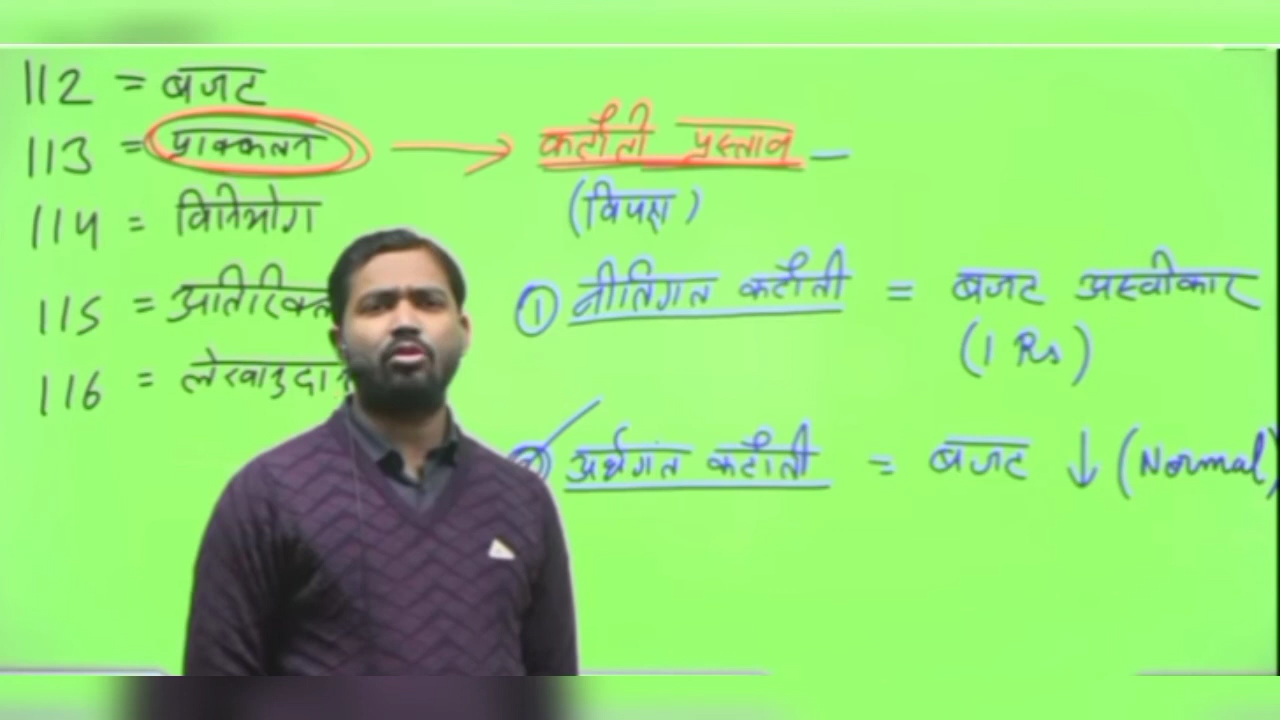 112 = बजट
113 = प्राक्कलन → कटौती प्रस्ताव –
(विपक्ष)
114 = विनियोग
115 = अतिरिक्त
① नीतिगत कटौती = बजट अस्वीकार
(1 Rs)
116 = लेखानुदान
② अर्थगत कटौती = बजट ↓ (Normal)